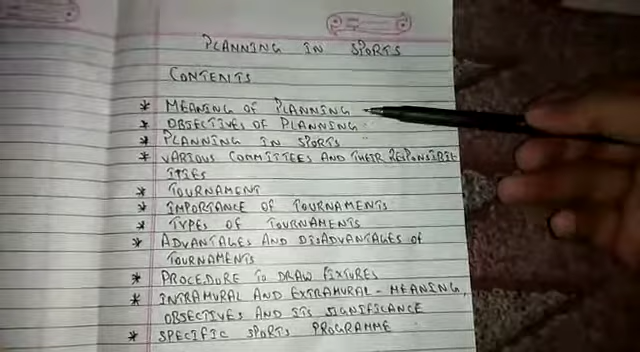 PLANNING IN SPORTS
CONTENTS
* MEANING OF PLANNING
* OBJECTIVES OF PLANNING
* PLANNING IN SPORTS
* VARIOUS COMMITTEES AND THEIR RESPONSIBIL
ITIES
* TOURNAMENT
* IMPORTANCE OF TOURNAMENTS
* TYPES OF TOURNAMENTS
* ADVANTAGES AND DISADVANTAGES OF
TOURNAMENTS
* PROCEDURE TO DRAW FIXTURES
* INTRAMURAL AND EXTRAMURAL - MEANING,
OBJECTIVES AND ITS SIGNIFICANCE
* SPECIFIC SPORTS PROGRAMME